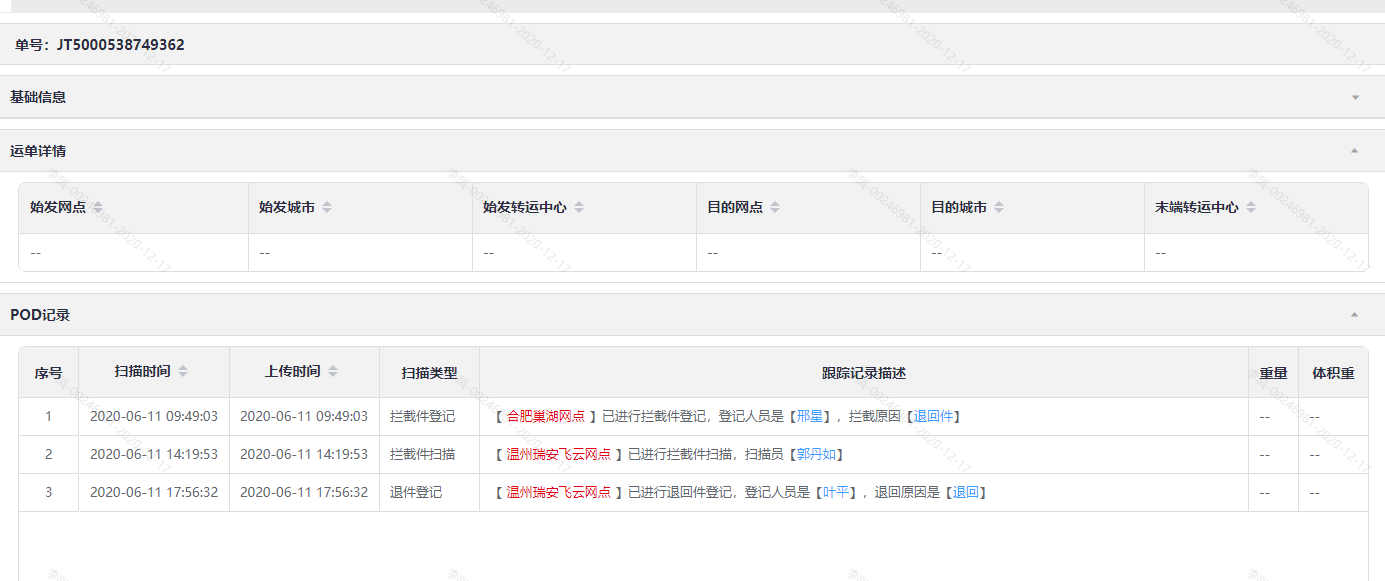 单号：JT5000538749362
基础信息
运单详情
始发网点 始发城市 始发转运中心 目的网点 目的城市 末端转运中心
-- -- -- -- -- --
POD记录
序号 扫描时间 上传时间 扫描类型 跟踪记录描述 重量 体积重
1 2020-06-11 09:49:03 2020-06-11 09:49:03 拦截件登记 【 合肥巢湖网点 】已进行拦截件登记，登记人员是【邢星】，拦截原因【退回件】 -- --
2 2020-06-11 14:19:53 2020-06-11 14:19:53 拦截件扫描 【 温州瑞安飞云网点 】已进行拦截件扫描，扫描员【郭丹如】 -- --
3 2020-06-11 17:56:32 2020-06-11 17:56:32 退件登记 【 温州瑞安飞云网点 】已进行退回件登记，登记人员是【叶平】，退回原因是【退回】 -- --